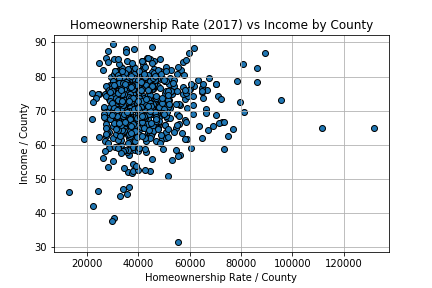 Homeownership Rate (2017) vs Income by County
90
80
70
60
50
40
30
Income / County
20000 40000 60000 80000 100000 120000
Homeownership Rate / County